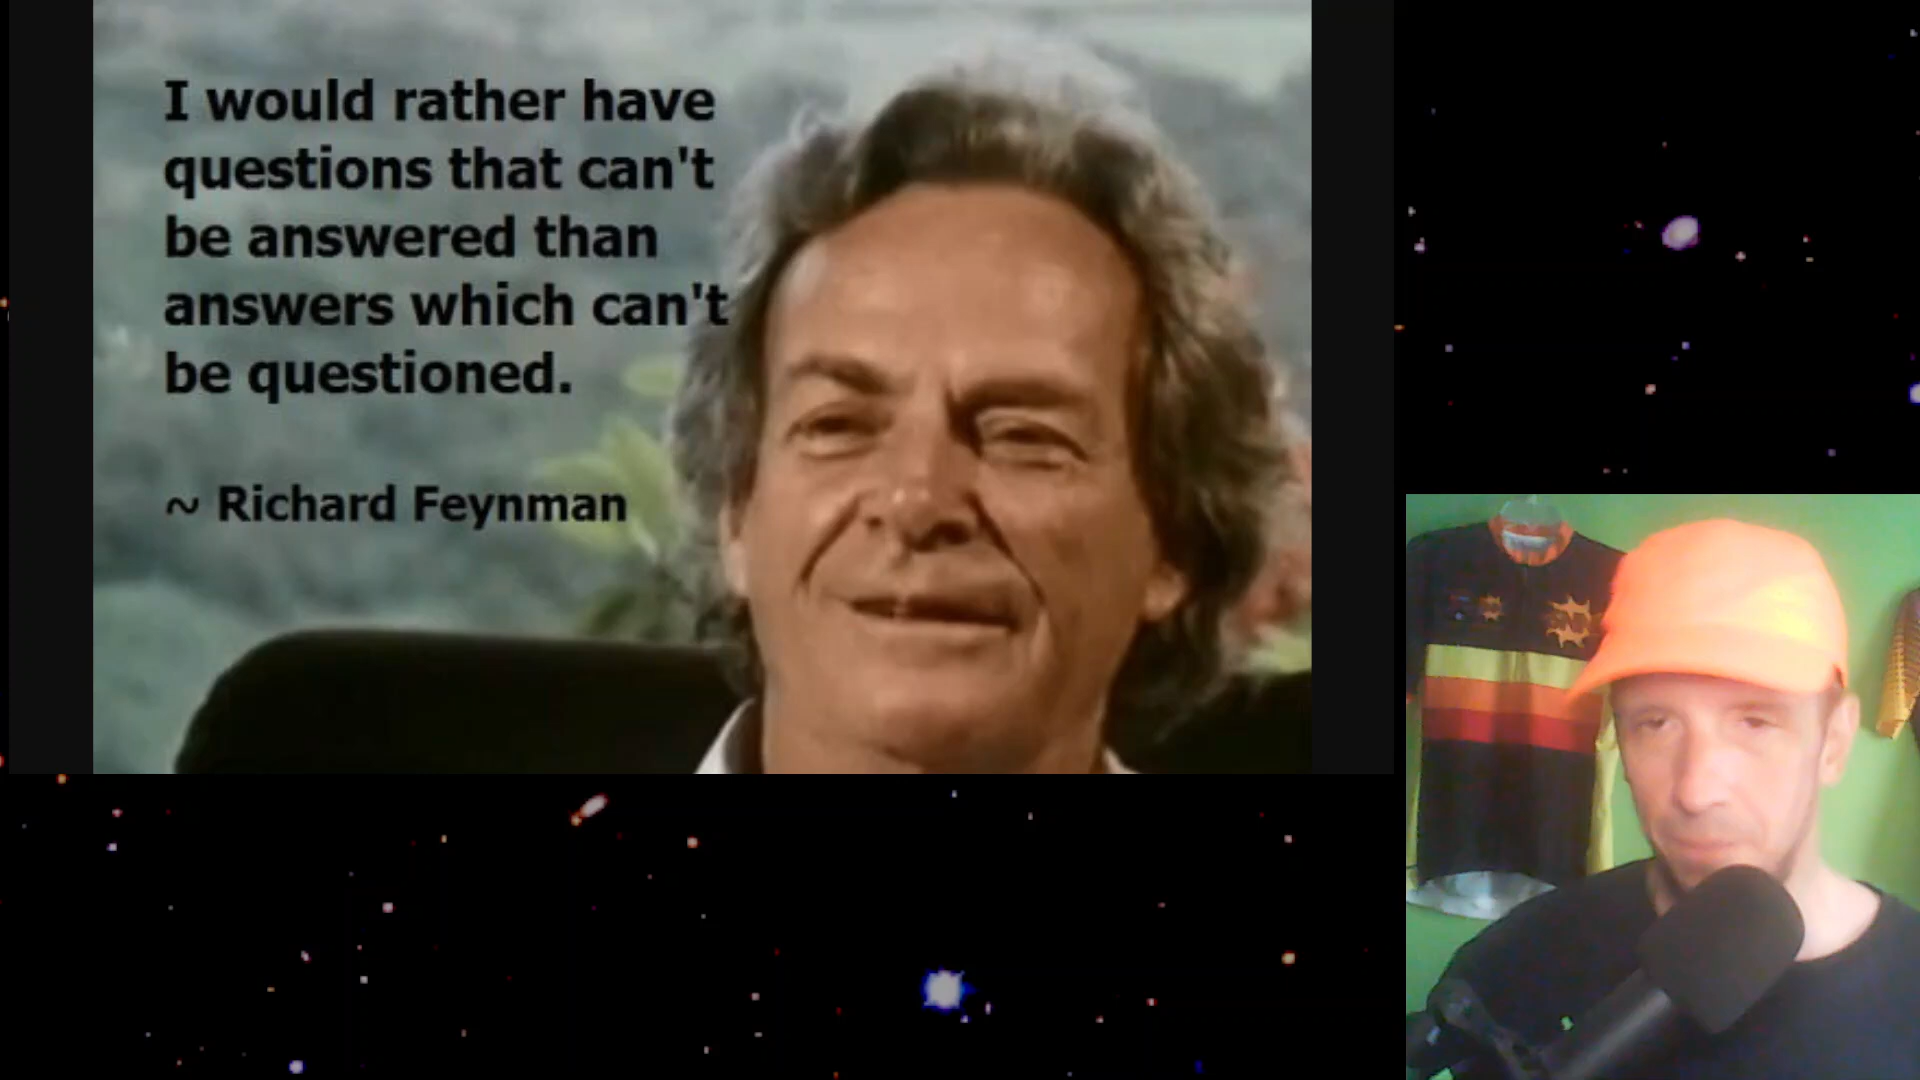 I would rather have
questions that can't
be answered than
answers which can't
be questioned.
~ Richard Feynman